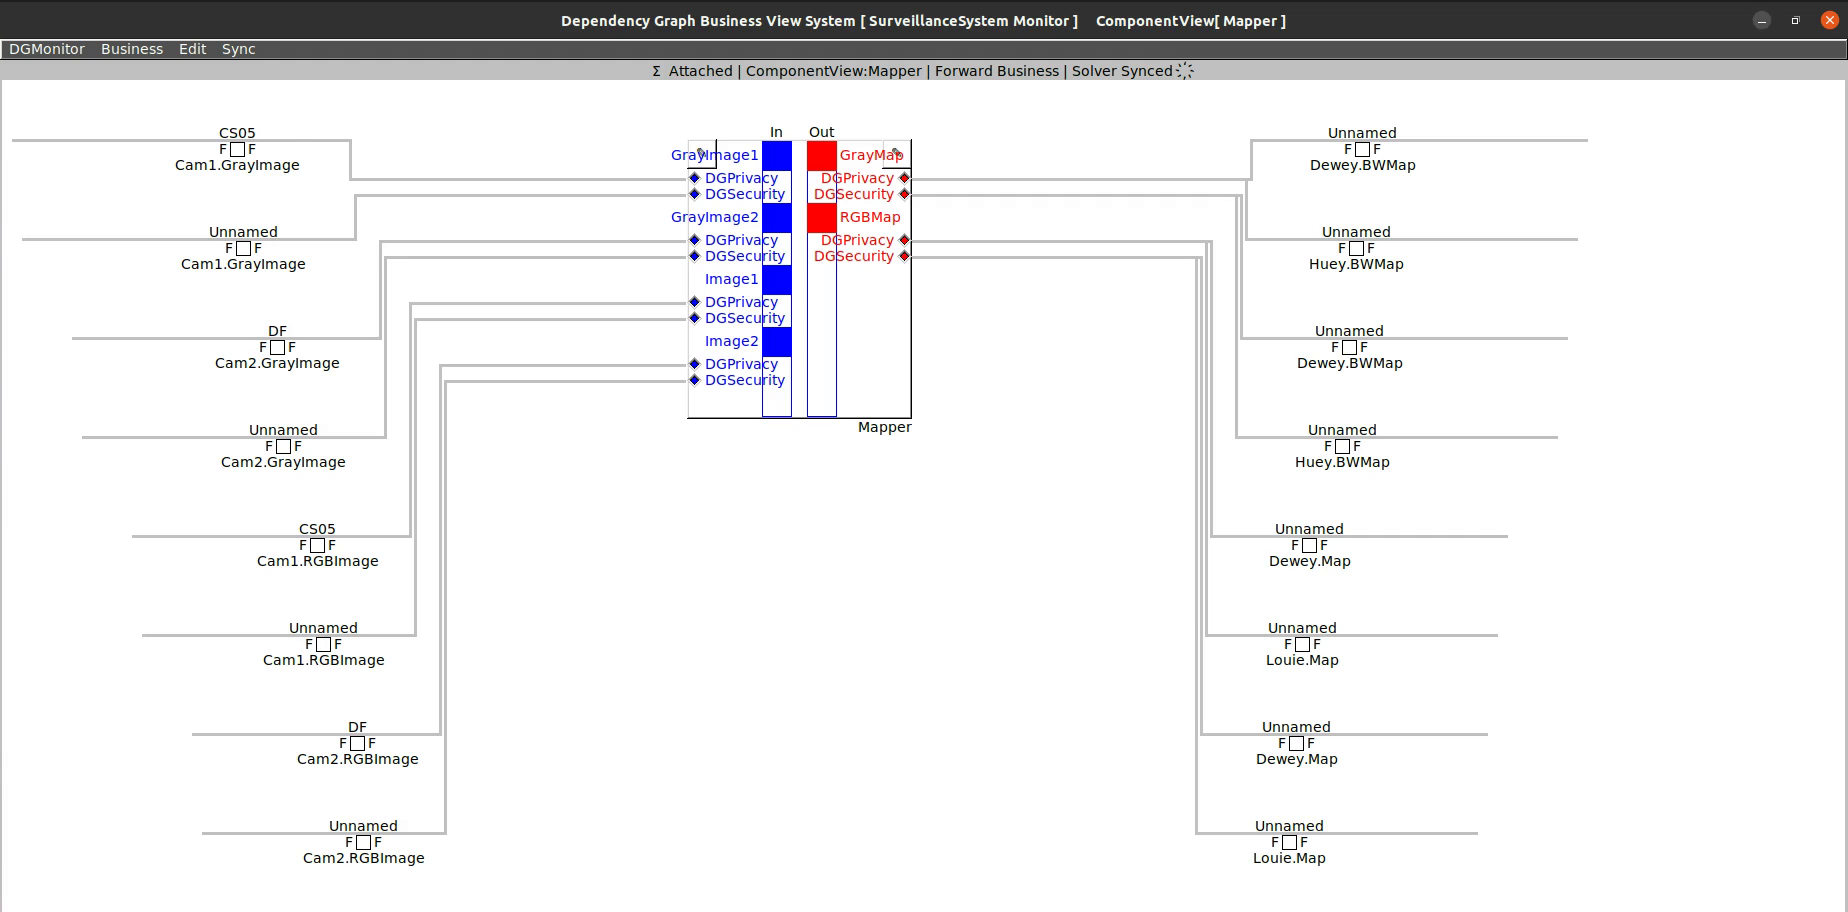 Dependency Graph Business View System [ SurveillanceSystem Monitor ]    ComponentView[ Mapper ]
DGMonitor Business Edit Sync
Σ Attached | ComponentView:Mapper | Forward Business | Solver Synced
CS05
F F
Cam1.GrayImage
Unnamed
F F
Cam1.GrayImage
DF
F F
Cam2.GrayImage
Unnamed
F F
Cam2.GrayImage
CS05
F F
Cam1.RGBImage
Unnamed
F F
Cam1.RGBImage
DF
F F
Cam2.RGBImage
Unnamed
F F
Cam2.RGBImage
In Out
GrayImage1 GrayMap
DGPrivacy DGPrivacy
DGSecurity DGSecurity
GrayImage2 RGBMap
DGPrivacy DGPrivacy
DGSecurity DGSecurity
Image1
DGPrivacy
DGSecurity
Image2
DGPrivacy
DGSecurity
Mapper
Unnamed
F F
Dewey.BWMap
Unnamed
F F
Huey.BWMap
Unnamed
F F
Dewey.BWMap
Unnamed
F F
Huey.BWMap
Unnamed
F F
Dewey.Map
Unnamed
F F
Louie.Map
Unnamed
F F
Dewey.Map
Unnamed
F F
Louie.Map